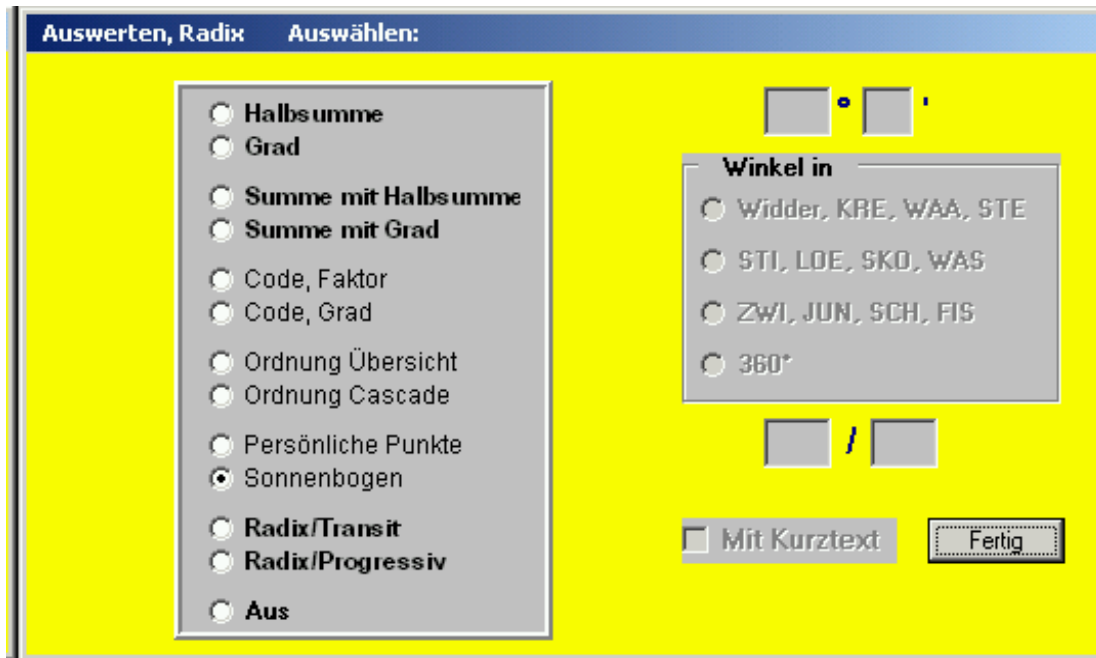 Auswerten, Radix Auswählen:
Halbsumme
Grad
Summe mit Halbsumme
Summe mit Grad
Code, Faktor
Code, Grad
Ordnung Übersicht
Ordnung Cascade
Persönliche Punkte
Sonnenbogen
Radix/Transit
Radix/Progressiv
Aus
° '
Winkel in
Widder, KRE, WAA, STE
STI, LOE, SKO, WAS
ZWI, JUN, SCH, FIS
360°
/
Mit Kurztext
Fertig